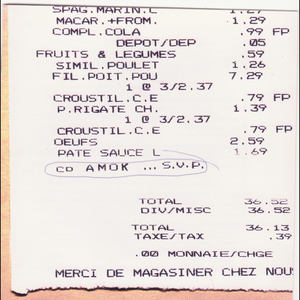 SPAG.MARIN.L 1.27
MACAR.+FROM. 1.29
COMPL.COLA .99 FP
DEPOT/DEP .05
FRUITS & LEGUMES .59
SIMIL.POULET 1.26
FIL.POIT.POU 7.29
1 @ 3/2.37
CROUSTIL.C.E .79 FP
P.RIGATE CH. 1.39
1 @ 3/2.37
CROUSTIL.C.E .79 FP
OEUFS 2.59
PATE SAUCE L 1.69
CD AMOK ... S.V.P.
TOTAL 36.52
DIV/MISC 36.52
TOTAL 36.13
TAXE/TAX .39
.00 MONNAIE/CHGE
MERCI DE MAGASINER CHEZ NOUS